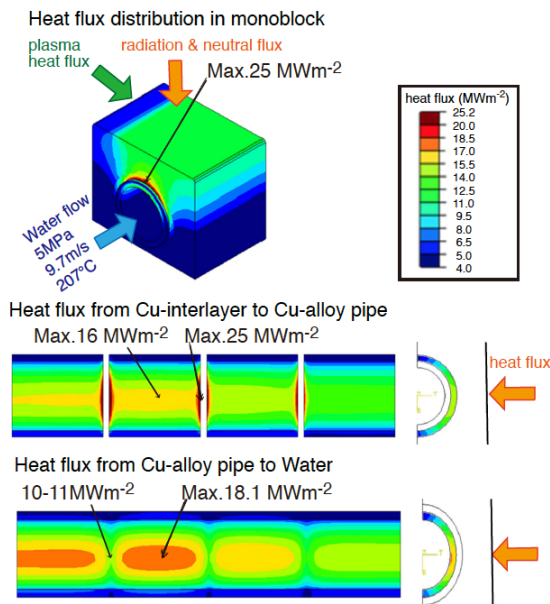 Heat flux distribution in monoblock
plasma
heat flux
radiation & neutral flux
Max.25 MWm-2
heat flux (MWm-2)
25.2
20.0
18.5
17.0
15.5
14.0
12.5
11.0
9.5
8.0
6.5
5.0
4.0
Water flow
5MPa
9.7m/s
207°C
Heat flux from Cu-interlayer to Cu-alloy pipe
Max.16 MWm-2
Max.25 MWm-2
heat flux
Heat flux from Cu-alloy pipe to Water
10-11MWm-2
Max.18.1 MWm-2